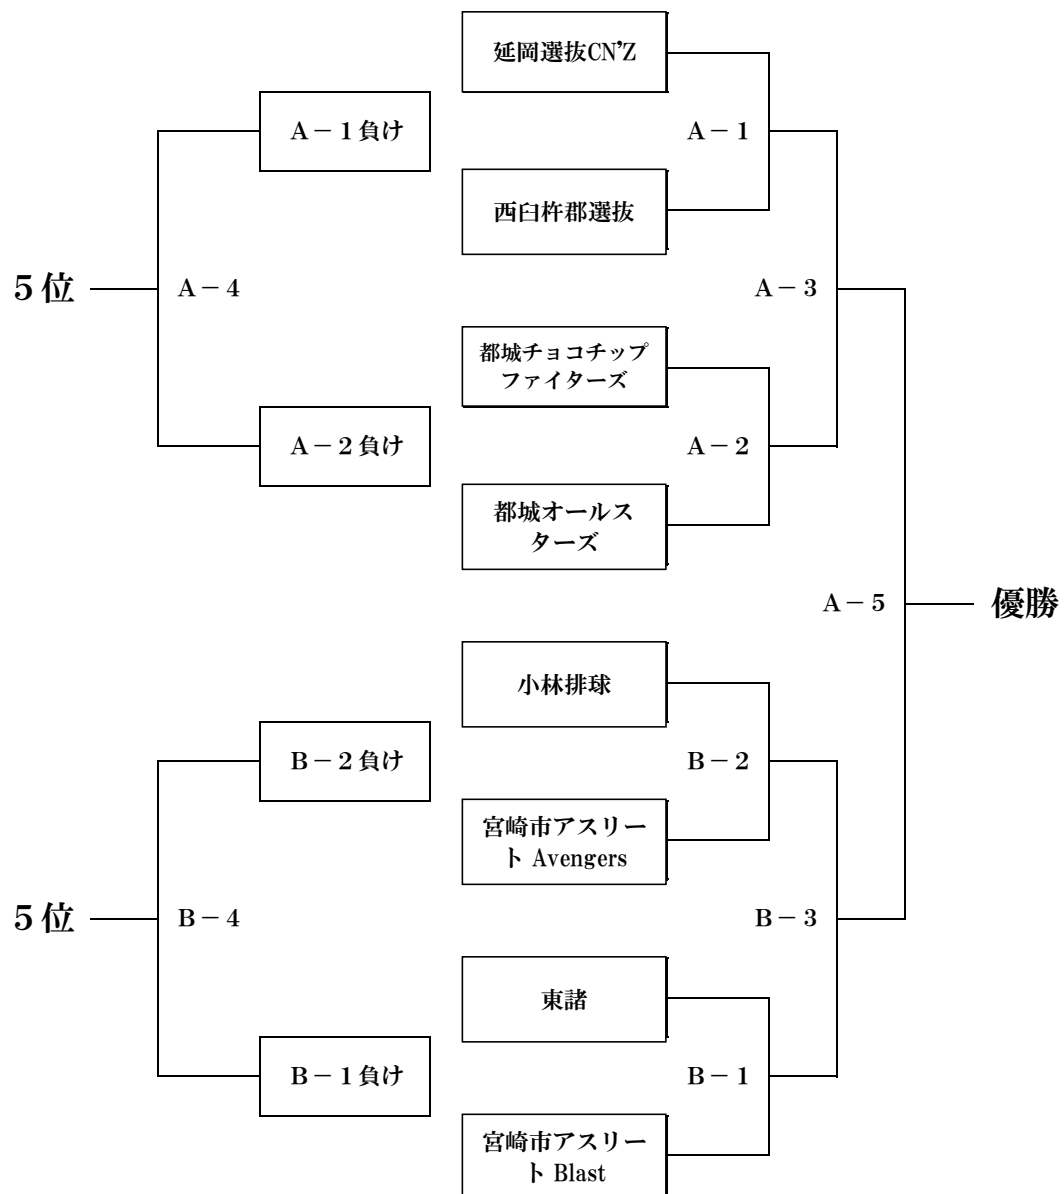 延岡選抜CN’Z
A－1負け
A－1
西臼杵郡選抜
5位
A－4
A－3
都城チョコチップ
ファイターズ
A－2負け
A－2
都城オールス
ターズ
A－5
優勝
小林排球
B－2負け
B－2
宮崎市アスリー
ト Avengers
5位
B－4
B－3
東諸
B－1負け
B－1
宮崎市アスリー
ト Blast